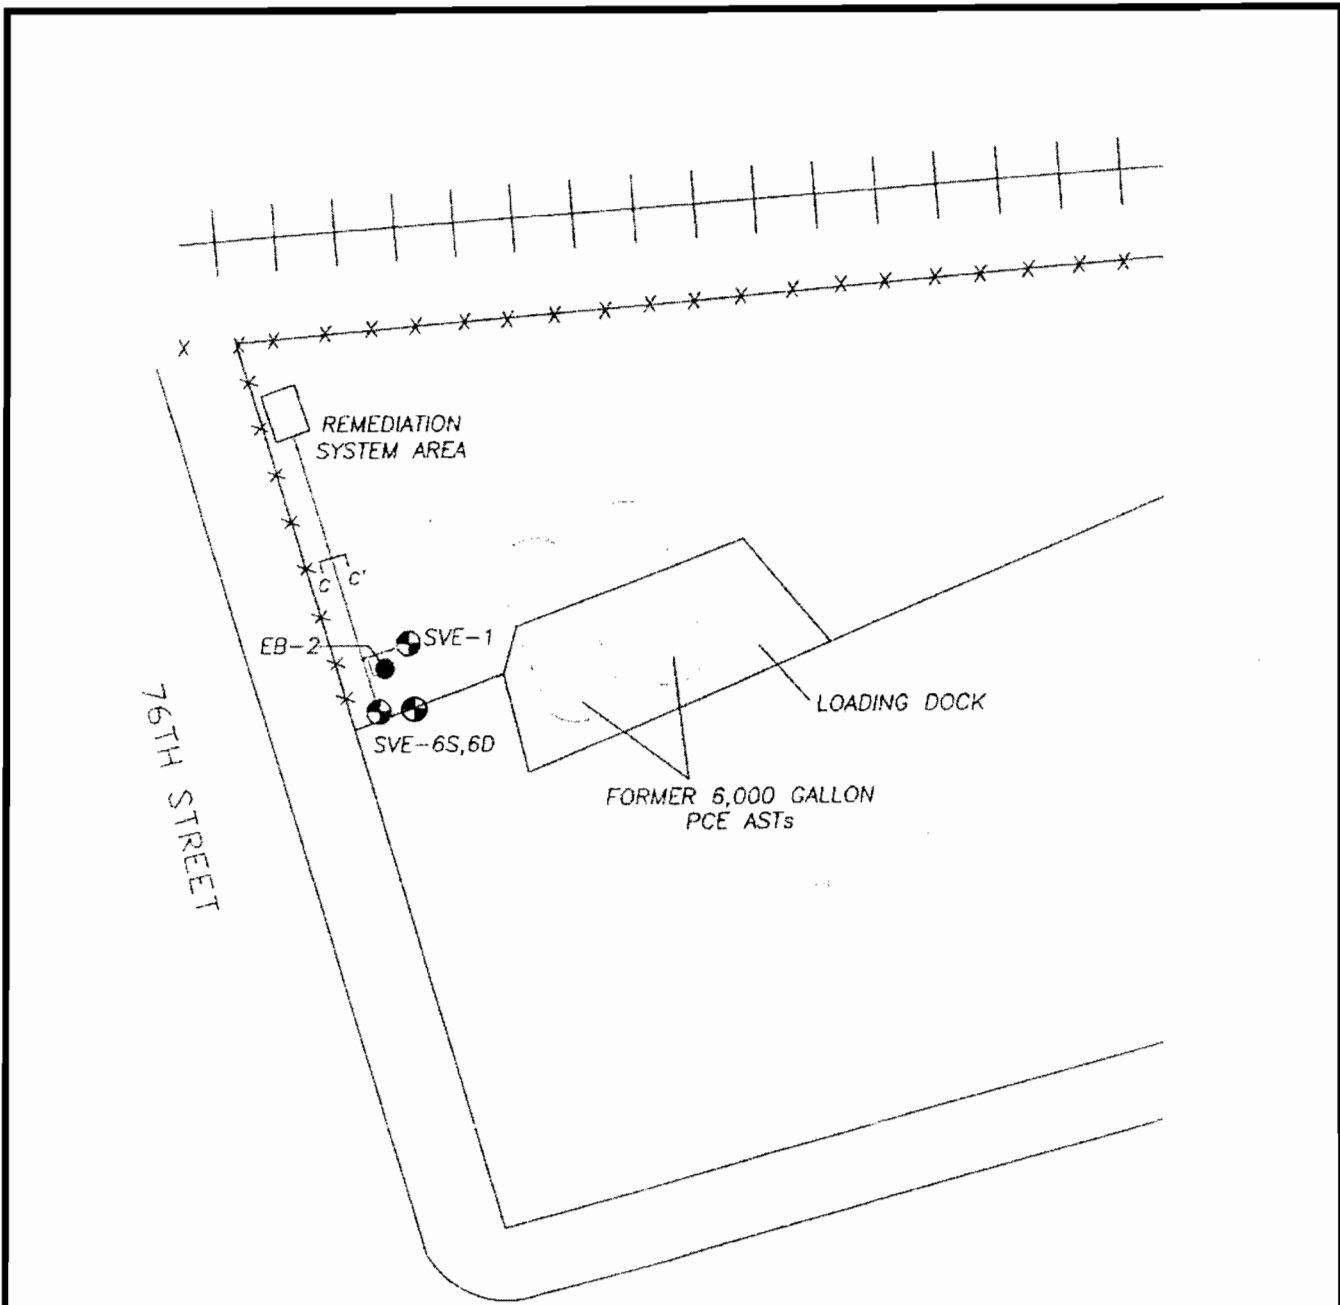 REMEDIATION
SYSTEM AREA
C C'
EB-2
SVE-1
SVE-6S,6D
LOADING DOCK
76TH STREET
FORMER 6,000 GALLON
PCE ASTs